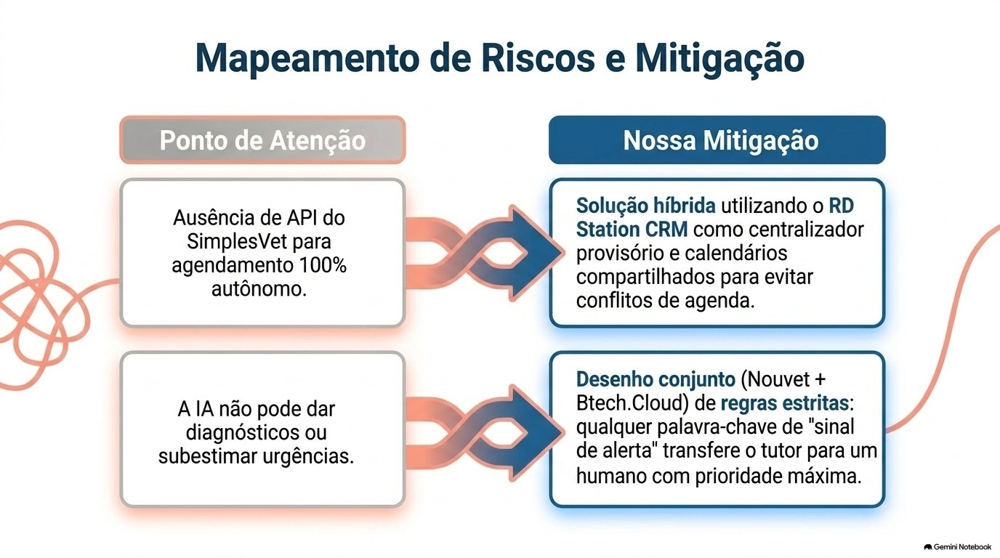 Mapeamento de Riscos e Mitigação
Ponto de Atenção
Nossa Mitigação
Ausência de API do
SimplesVet para
agendamento 100%
autônomo.
Solução híbrida utilizando o RD
Station CRM como centralizador
provisório e calendários
compartilhados para evitar
conflitos de agenda.
A IA não pode dar
diagnósticos ou
subestimar urgências.
Desenho conjunto (Nouvet +
Btech.Cloud) de regras estritas:
qualquer palavra-chave de "sinal
de alerta" transfere o tutor para um
humano com prioridade máxima.
Gemini Notebook